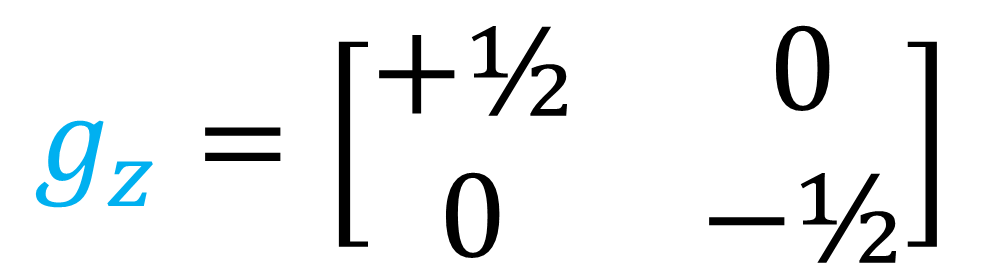 g_z = [ +½ 0
0 −½ ]